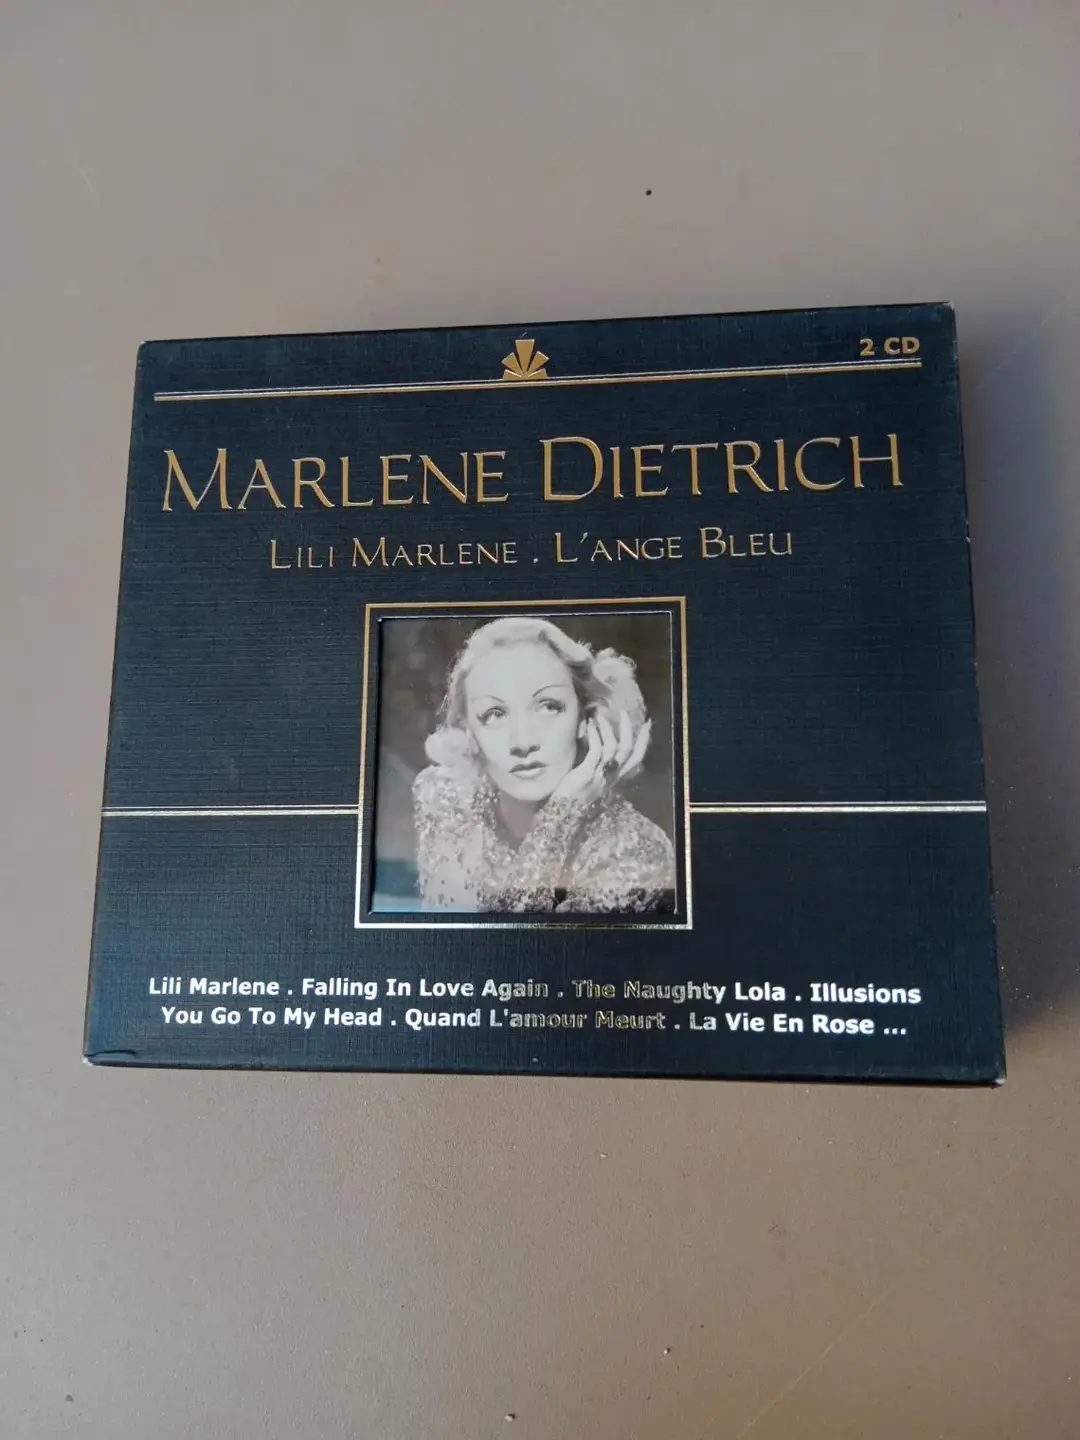 2 CD
MARLENE DIETRICH
LILI MARLENE . L'ANGE BLEU
Lili Marlene . Falling In Love Again . The Naughty Lola . Illusions
You Go To My Head . Quand L'amour Meurt . La Vie En Rose ...